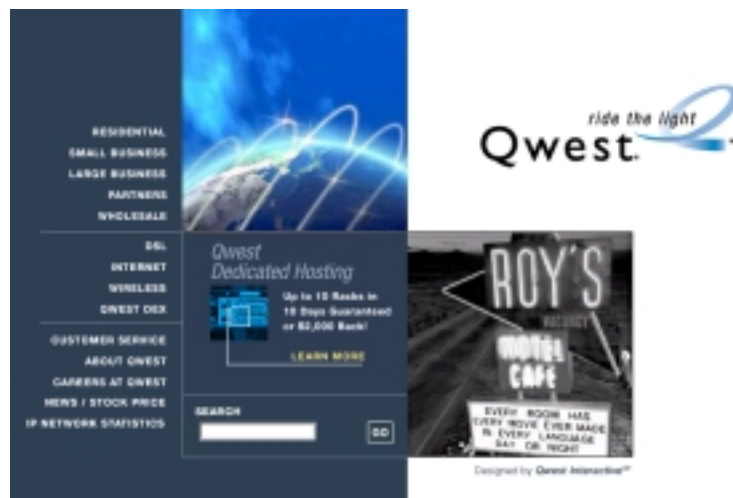 RESIDENTIAL
SMALL BUSINESS
LARGE BUSINESS
PARTNERS
WHOLESALE
DSL
INTERNET
WIRELESS
QWEST DEX
CUSTOMER SERVICE
ABOUT QWEST
CAREERS AT QWEST
NEWS / STOCK PRICE
IP NETWORK STATISTICS
Qwest
Dedicated Hosting
Up to 10 Racks in
10 Days Guaranteed
or $2,000 Back!
LEARN MORE
SEARCH
GO
ride the light
Qwest.
ROY'S
VACANCY
MOTEL
CAFE
EVERY ROOM HAS
EVERY MOVIE EVER MADE
IN EVERY LANGUAGE
DAY OR NIGHT
Designed by Qwest Interactive℠